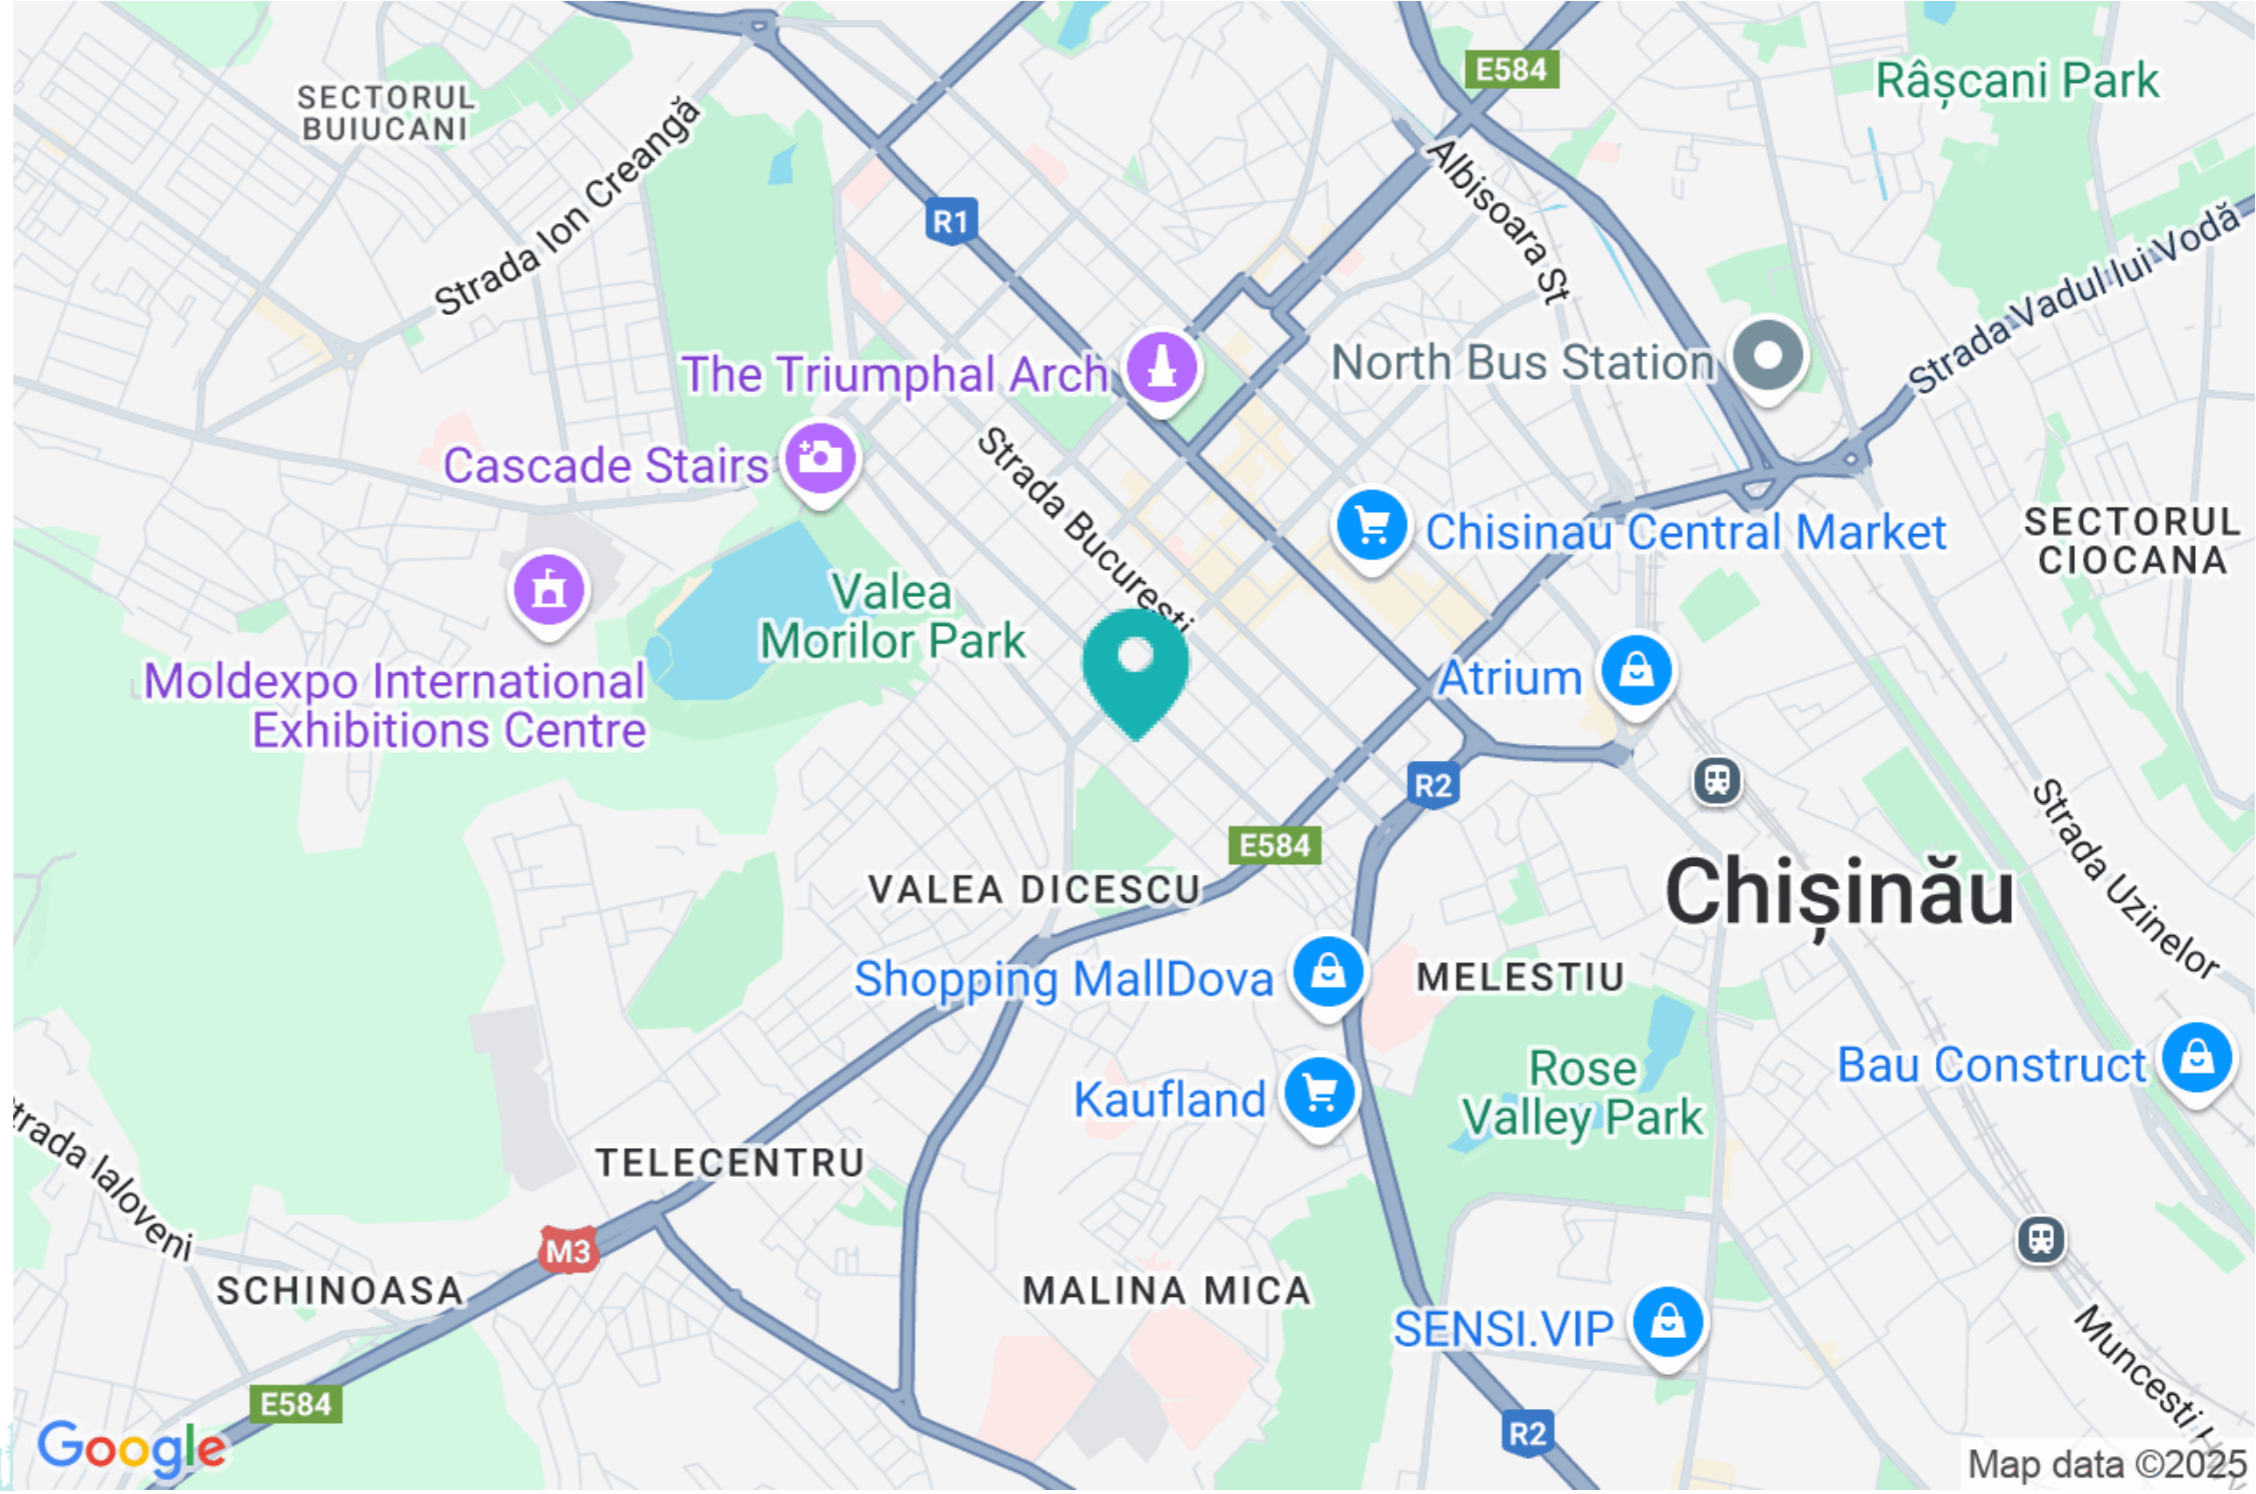 E584
Râșcani Park
SECTORUL
BUIUCANI
Strada Ion Creangă
Albisoara St
R1
Strada Vadul lui Vodă
The Triumphal Arch
North Bus Station
Cascade Stairs
Strada București
Chisinau Central Market
SECTORUL
CIOCANA
Valea
Morilor Park
Moldexpo International
Exhibitions Centre
Atrium
R2
E584
Strada Uzinelor
VALEA DICESCU
Chișinău
Shopping MallDova
MELESTIU
Rose
Valley Park
Bau Construct
Kaufland
trada Ialoveni
TELECENTRU
M3
SCHINOASA
MALINA MICA
SENSI.VIP
Muncesti H
E584
R2
Google
Map data ©2025